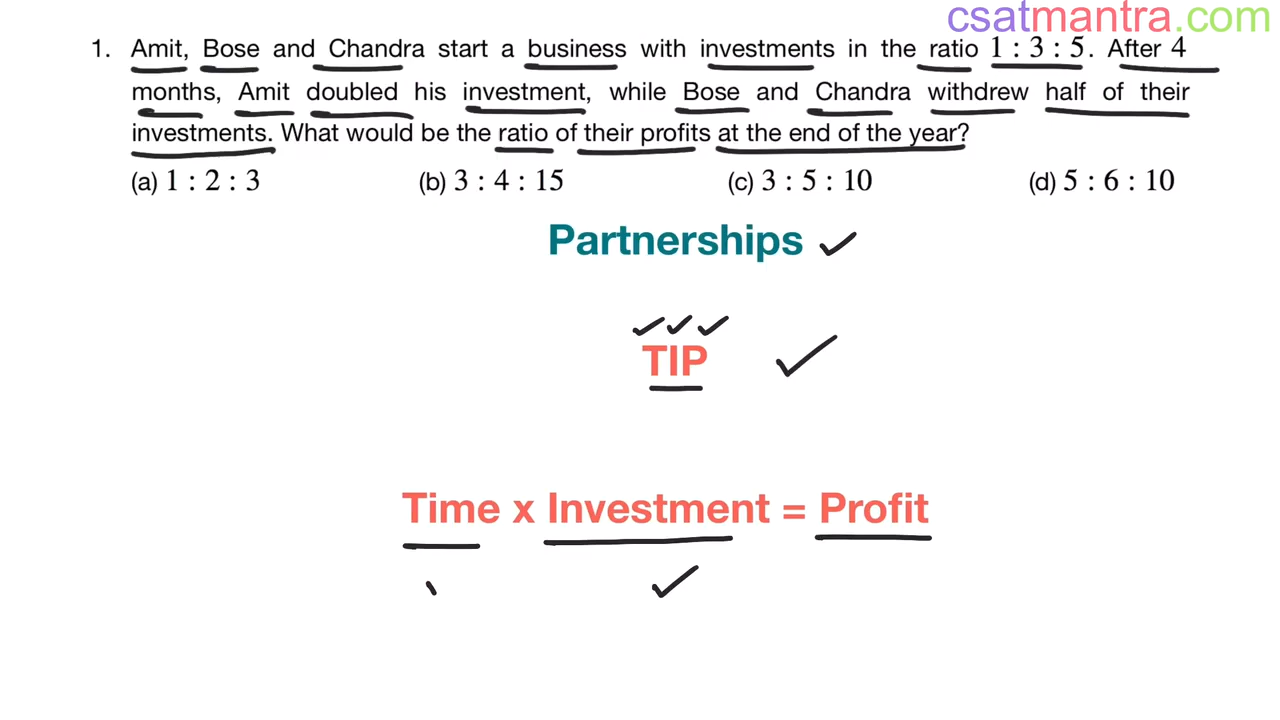 csatmantra.com
1. Amit, Bose and Chandra start a business with investments in the ratio 1 : 3 : 5. After 4
months, Amit doubled his investment, while Bose and Chandra withdrew half of their
investments. What would be the ratio of their profits at the end of the year?
(a) 1 : 2 : 3 (b) 3 : 4 : 15 (c) 3 : 5 : 10 (d) 5 : 6 : 10
Partnerships
TIP
Time x Investment = Profit